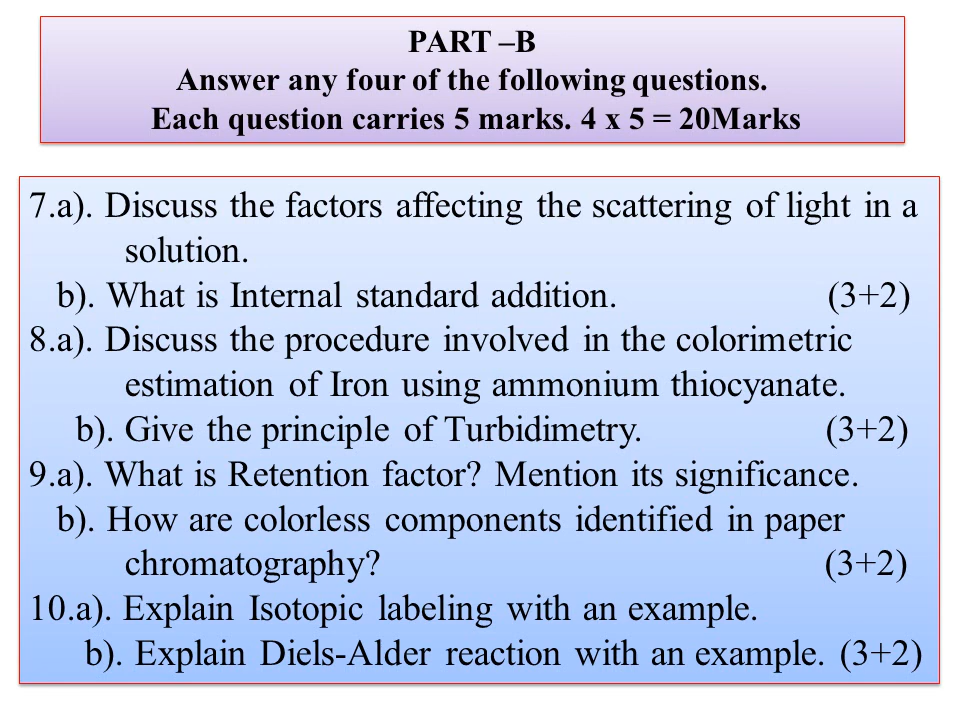 PART –B
Answer any four of the following questions.
Each question carries 5 marks. 4 x 5 = 20Marks
7.a). Discuss the factors affecting the scattering of light in a
solution.
b). What is Internal standard addition. (3+2)
8.a). Discuss the procedure involved in the colorimetric
estimation of Iron using ammonium thiocyanate.
b). Give the principle of Turbidimetry. (3+2)
9.a). What is Retention factor? Mention its significance.
b). How are colorless components identified in paper
chromatography? (3+2)
10.a). Explain Isotopic labeling with an example.
b). Explain Diels-Alder reaction with an example. (3+2)